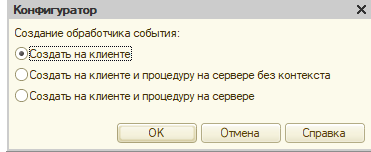 Конфигуратор
Создание обработчика события:
Создать на клиенте
Создать на клиенте и процедуру на сервере без контекста
Создать на клиенте и процедуру на сервере
OK Отмена Справка